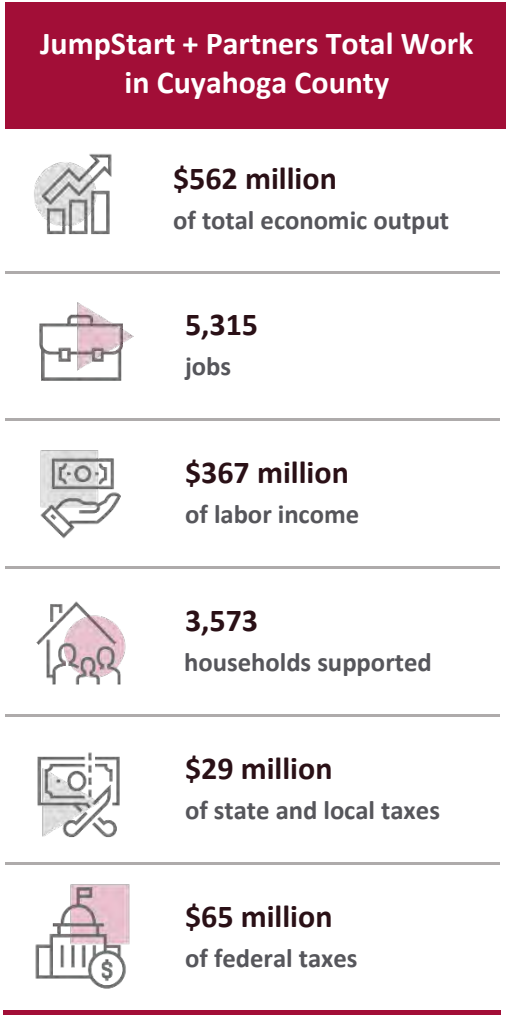 JumpStart + Partners Total Work
in Cuyahoga County
$562 million
of total economic output
5,315
jobs
$367 million
of labor income
3,573
households supported
$29 million
of state and local taxes
$65 million
of federal taxes
$